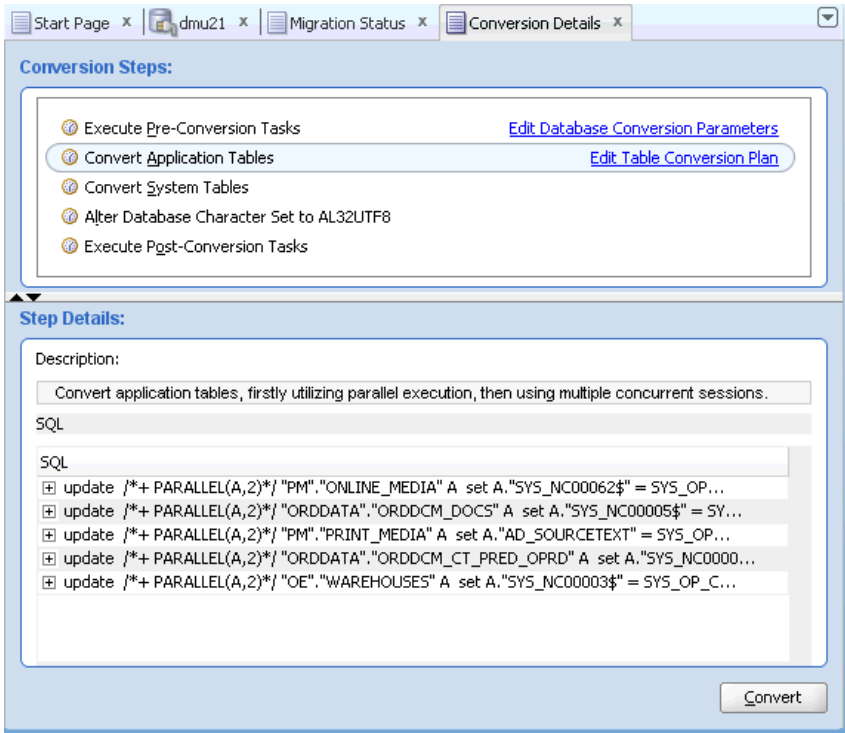 Start Page x dmu21 x Migration Status x Conversion Details x
Conversion Steps:
Execute Pre-Conversion Tasks Edit Database Conversion Parameters
Convert Application Tables Edit Table Conversion Plan
Convert System Tables
Alter Database Character Set to AL32UTF8
Execute Post-Conversion Tasks
Step Details:
Description:
Convert application tables, firstly utilizing parallel execution, then using multiple concurrent sessions.
SQL
SQL
update /*+ PARALLEL(A,2)*/ "PM"."ONLINE_MEDIA" A set A."SYS_NC00062$" = SYS_OP...
update /*+ PARALLEL(A,2)*/ "ORDDATA"."ORDDCM_DOCS" A set A."SYS_NC00005$" = SY...
update /*+ PARALLEL(A,2)*/ "PM"."PRINT_MEDIA" A set A."AD_SOURCETEXT" = SYS_OP...
update /*+ PARALLEL(A,2)*/ "ORDDATA"."ORDDCM_CT_PRED_OPRD" A set A."SYS_NC0000...
update /*+ PARALLEL(A,2)*/ "OE"."WAREHOUSES" A set A."SYS_NC00003$" = SYS_OP_C...
Convert